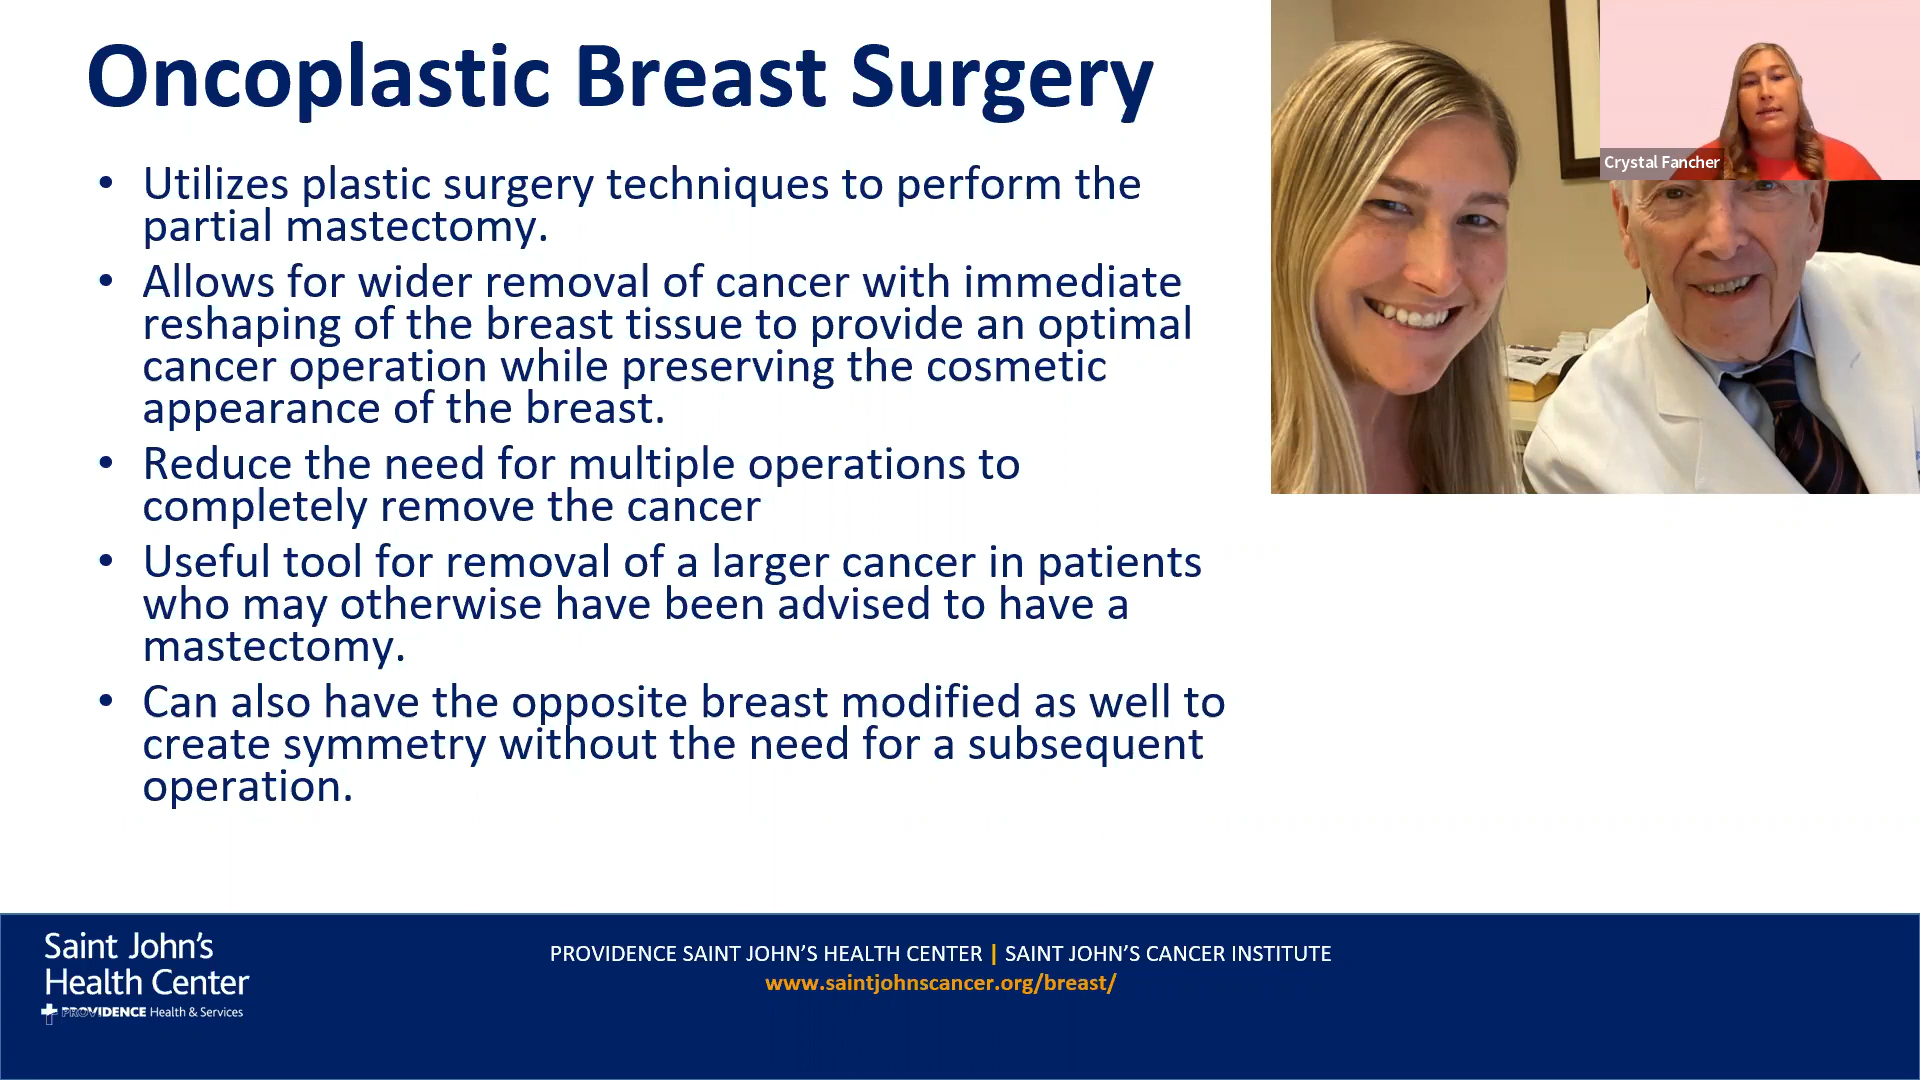 Oncoplastic Breast Surgery
Crystal Fancher
• Utilizes plastic surgery techniques to perform the
partial mastectomy.
• Allows for wider removal of cancer with immediate
reshaping of the breast tissue to provide an optimal
cancer operation while preserving the cosmetic
appearance of the breast.
• Reduce the need for multiple operations to
completely remove the cancer
• Useful tool for removal of a larger cancer in patients
who may otherwise have been advised to have a
mastectomy.
• Can also have the opposite breast modified as well to
create symmetry without the need for a subsequent
operation.
Saint John’s
Health Center
PROVIDENCE Health & Services
PROVIDENCE SAINT JOHN’S HEALTH CENTER | SAINT JOHN’S CANCER INSTITUTE
www.saintjohnscancer.org/breast/